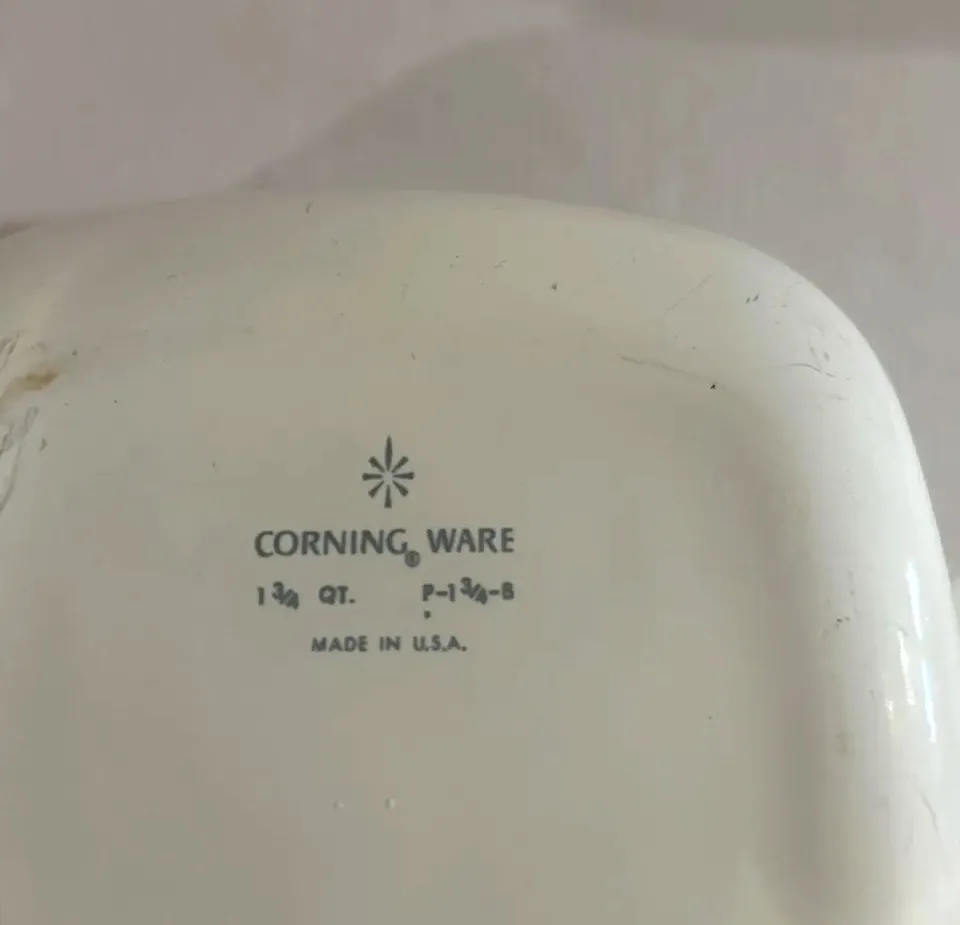 CORNING® WARE
1 3/4 QT. P-1 3/4-B
MADE IN U.S.A.